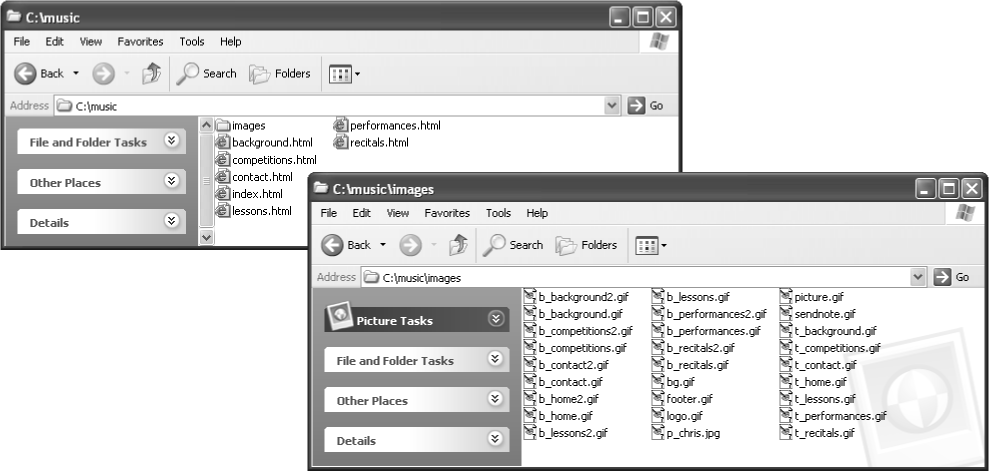 C:\music
File Edit View Favorites Tools Help
Back Search Folders
Address C:\music Go
File and Folder Tasks
Other Places
Details
images performances.html
background.html recitals.html
competitions.html
contact.html
index.html
lessons.html
C:\music\images
File Edit View Favorites Tools Help
Back Search Folders
Address C:\music\images Go
Picture Tasks
File and Folder Tasks
Other Places
Details
b_background2.gif b_lessons.gif picture.gif
b_background.gif b_performances2.gif sendnote.gif
b_competitions2.gif b_performances.gif t_background.gif
b_competitions.gif b_recitals2.gif t_competitions.gif
b_contact2.gif b_recitals.gif t_contact.gif
b_contact.gif bg.gif t_home.gif
b_home2.gif footer.gif t_lessons.gif
b_home.gif logo.gif t_performances.gif
b_lessons2.gif p_chris.jpg t_recitals.gif